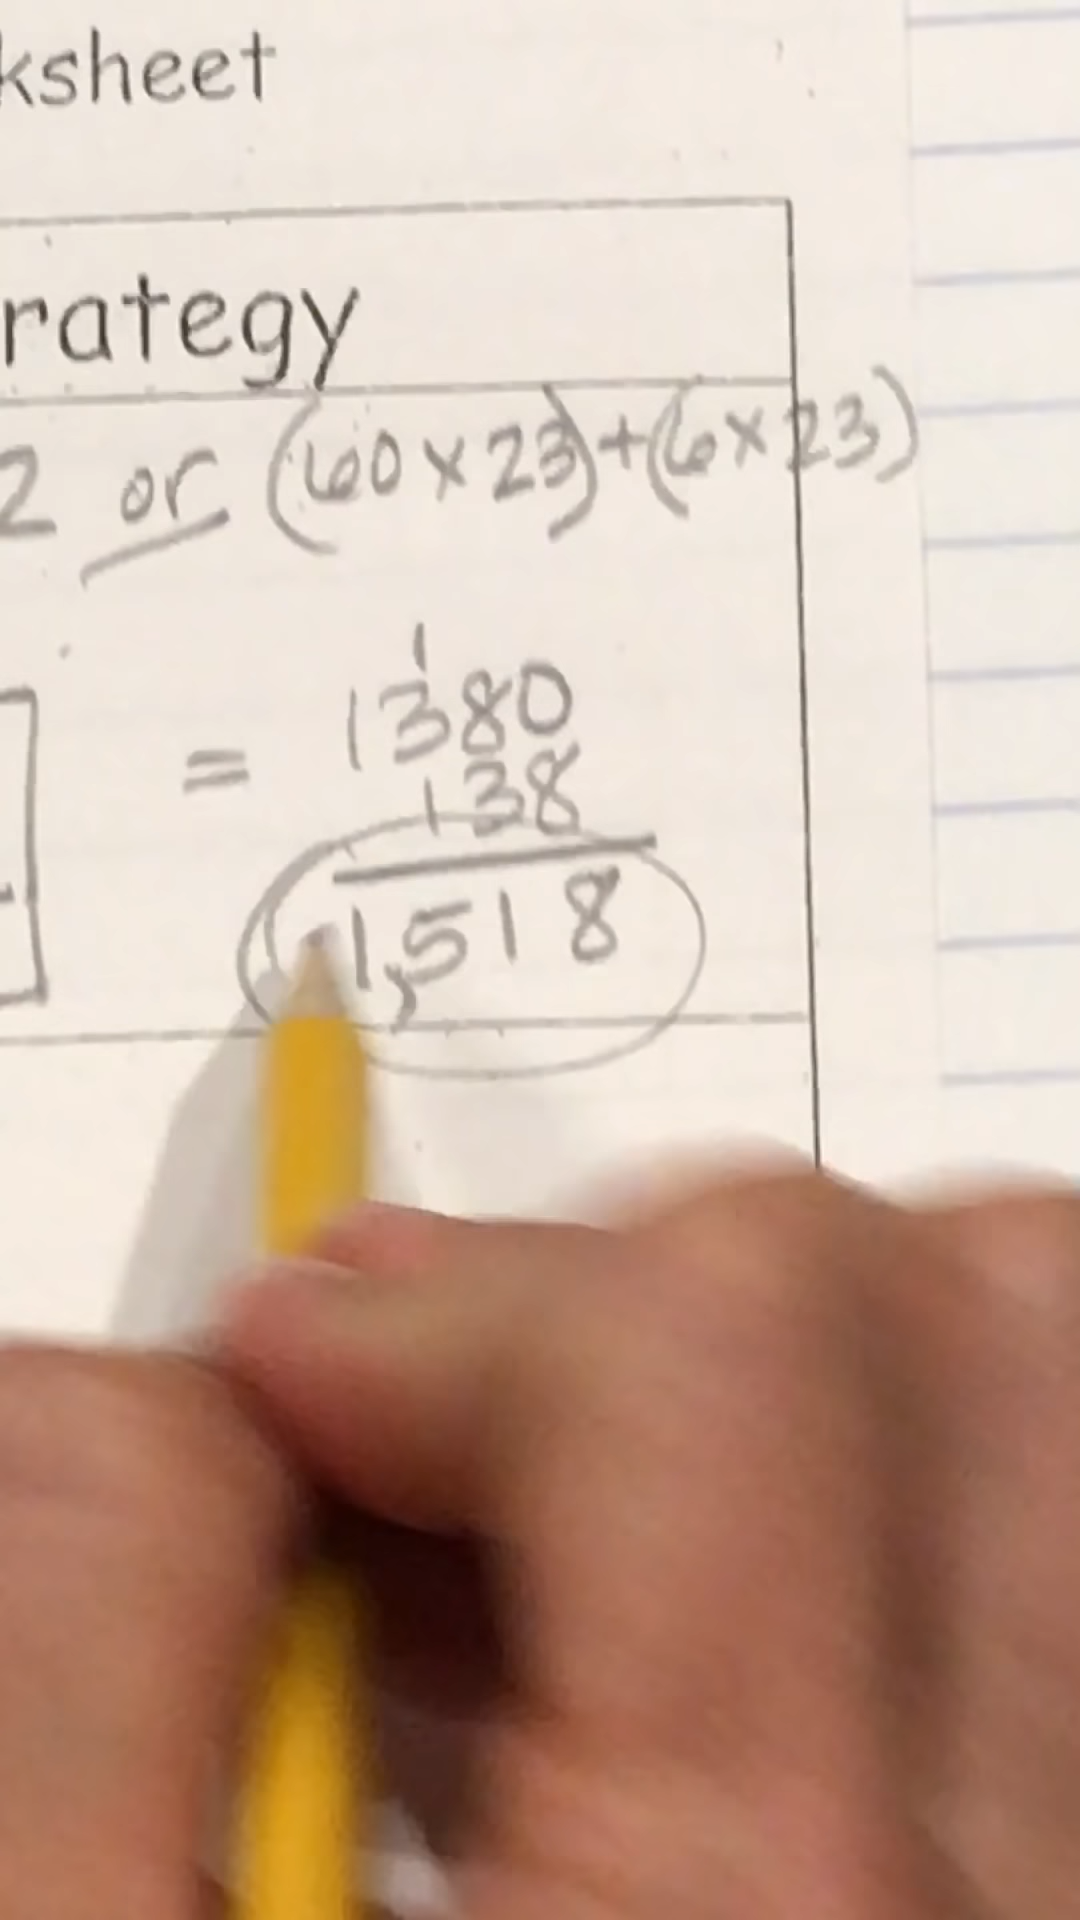 ksheet
rategy
2 or (60 x 23)+(6 x 23)
1
1380
=
138
1,518